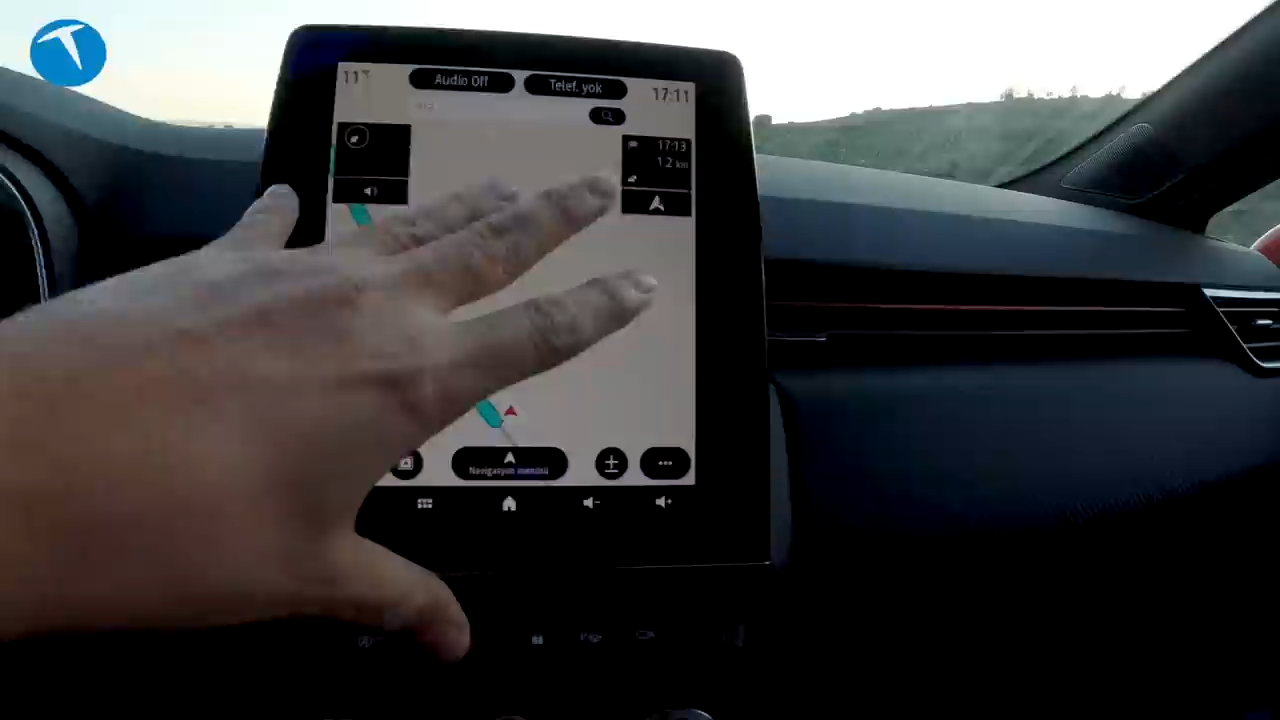 11°
Audio Off
Telef. yok
17:11
17:13
1.2 km
Navigasyon menüsü